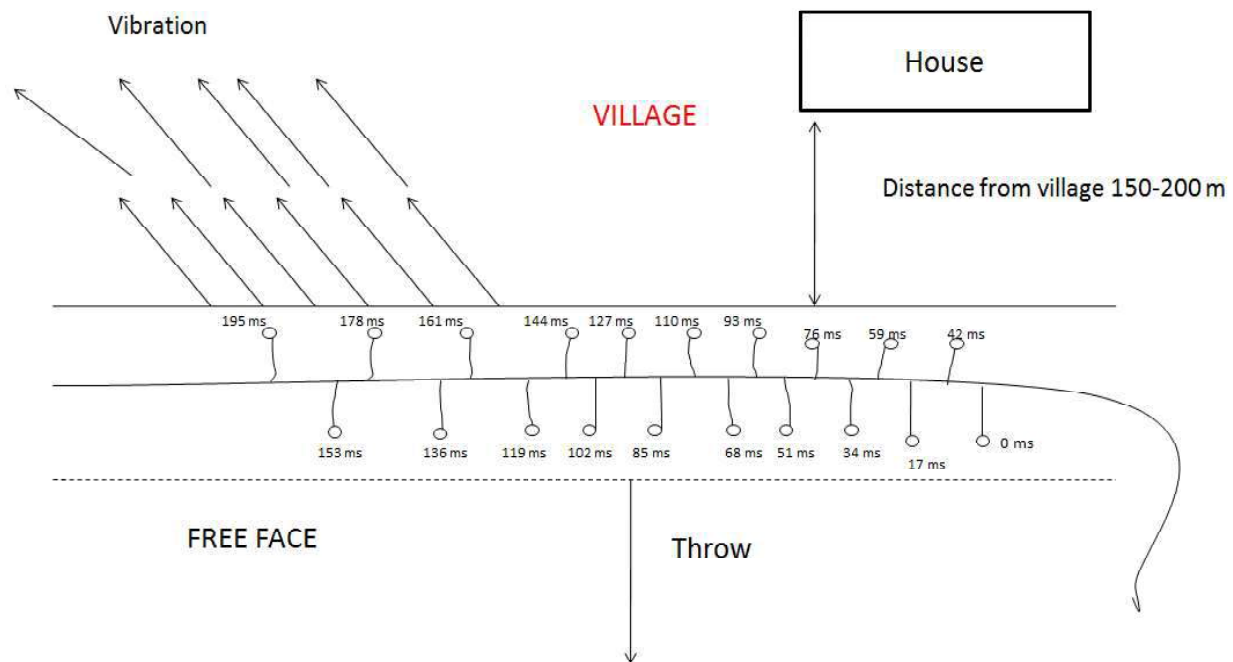 Vibration
House
VILLAGE
Distance from village 150-200 m
195 ms
178 ms
161 ms
144 ms
127 ms
110 ms
93 ms
76 ms
59 ms
42 ms
153 ms
136 ms
119 ms
102 ms
85 ms
68 ms
51 ms
34 ms
17 ms
0 ms
FREE FACE
Throw